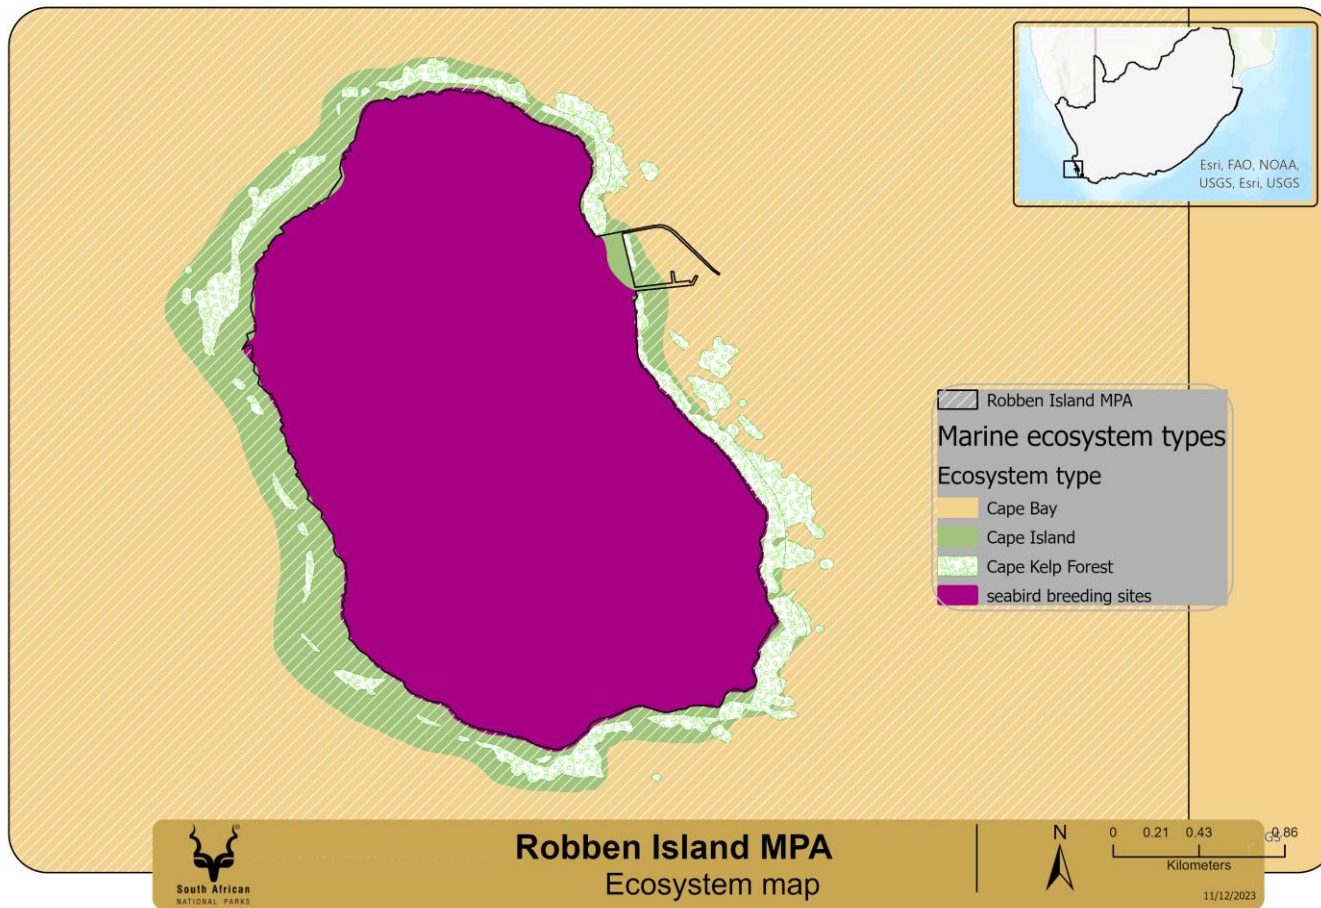 Esri, FAO, NOAA,
USGS, Esri, USGS
Robben Island MPA
Marine ecosystem types
Ecosystem type
Cape Bay
Cape Island
Cape Kelp Forest
seabird breeding sites
South African
NATIONAL PARKS
©
Robben Island MPA
Ecosystem map
N
0 0.21 0.43 0.86
Kilometers
11/12/2023